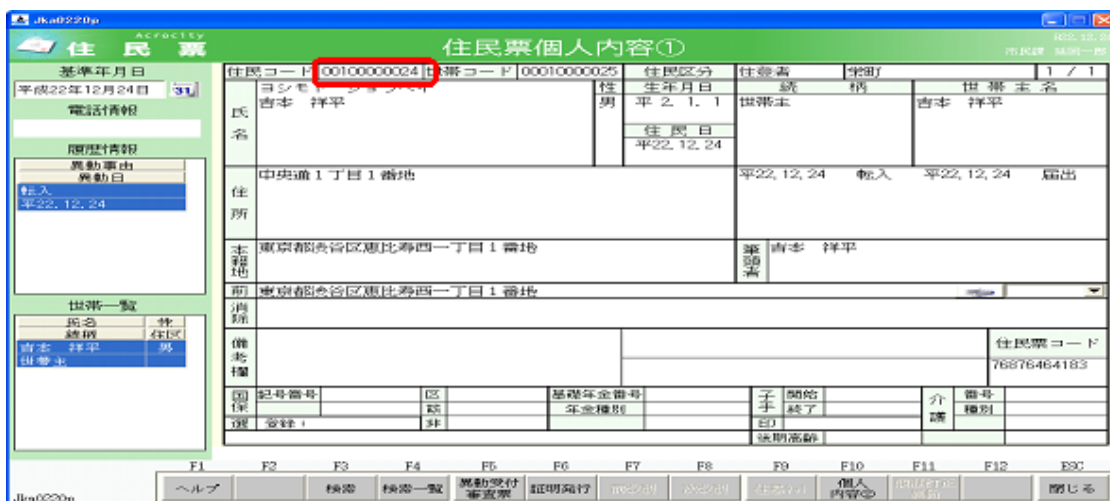 Jka0220p
Acrocity
住民票
住民票個人内容①
基準年月日
平成22年12月24日
31
電話情報
履歴情報
異動事由
異動日
転入
平22.12.24
世帯一覧
氏名 性
続柄 住区
吉本 祥平 男
世帯主
住民コード 00100000024 世帯コード 00010000025 住民区分 住登者 栄町 1 / 1
氏名
吉本 祥平
性
男
生年月日
平 2. 1. 1
住民日
平22.12.24
続柄
世帯主
世帯主名
吉本 祥平
住所
中央通1丁目1番地
平22,12,24 転入 平22,12,24 届出
本籍地
東京都渋谷区恵比寿西一丁目1番地
筆頭者
吉本 祥平
前
東京都渋谷区恵比寿西一丁目1番地
消除
備考欄
住民票コード
76876464183
国保 記号番号 区 基礎年金番号 子手 開始 介護 番号
年金種別 終了 種別
選 登録 非 印
後期高齢
F1 F2 F3 F4 F5 F6 F7 F8 F9 F10 F11 F12 ESC
ヘルプ 検索 検索一覧 異動受付審査票 証明発行 個人内容② 閉じる
Jka0220p